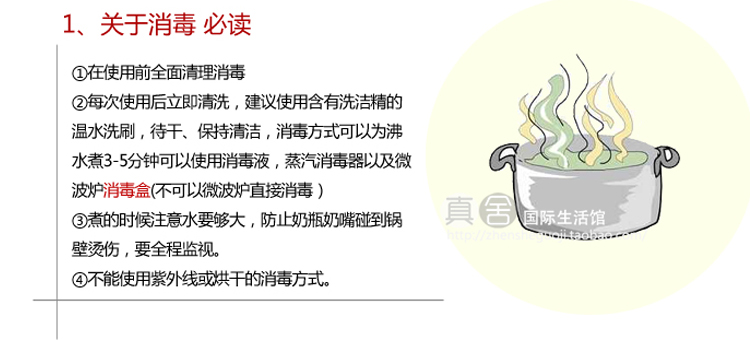 1、关于消毒 必读
①在使用前全面清理消毒
②每次使用后立即清洗，建议使用含有洗洁精的
温水洗刷，待干、保持清洁，消毒方式可以为沸
水煮3-5分钟可以使用消毒液，蒸汽消毒器以及微
波炉消毒盒(不可以微波炉直接消毒）
③煮的时候注意水要够大，防止奶瓶奶嘴碰到锅
壁烫伤，要全程监视。
④不能使用紫外线或烘干的消毒方式。
真舍 国际生活馆